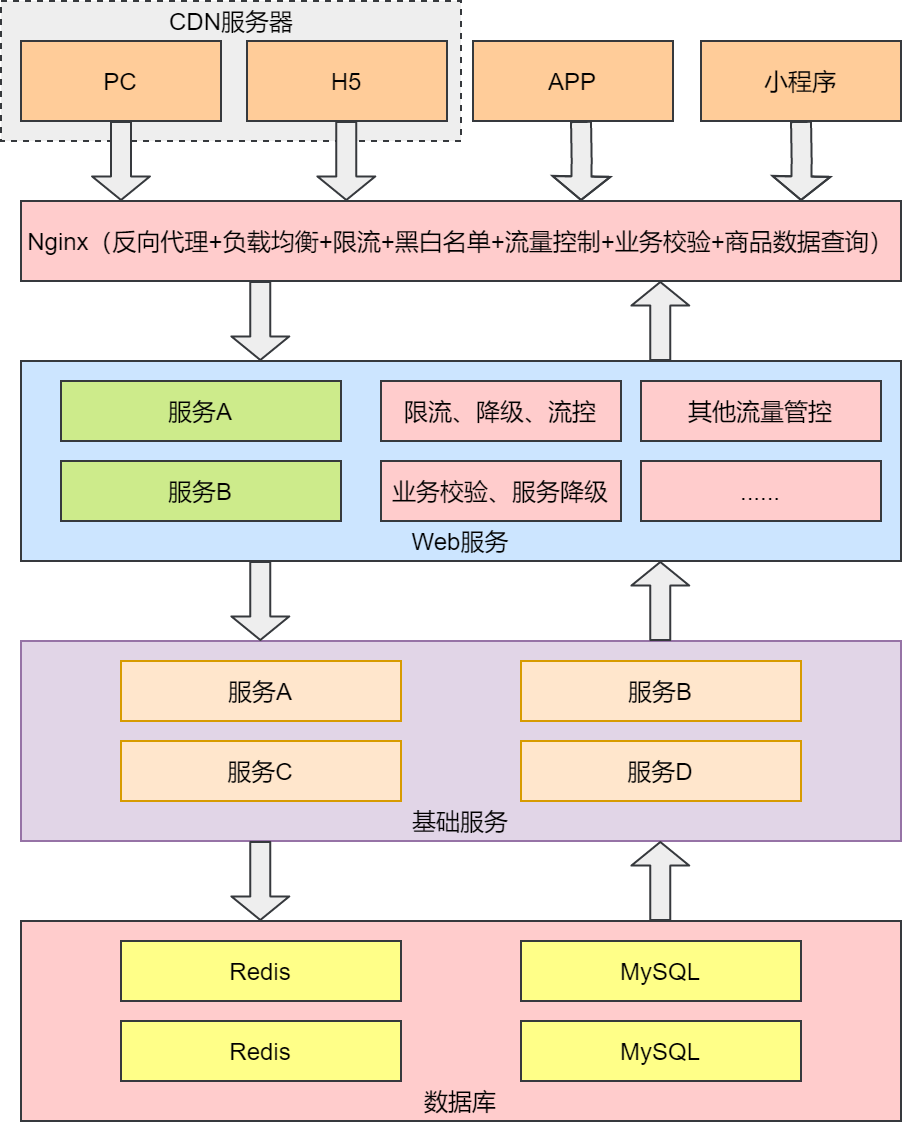 CDN服务器
PC
H5
APP
小程序
Nginx（反向代理+负载均衡+限流+黑白名单+流量控制+业务校验+商品数据查询）
服务A
限流、降级、流控
其他流量管控
服务B
业务校验、服务降级
......
Web服务
服务A
服务B
服务C
服务D
基础服务
Redis
MySQL
Redis
MySQL
数据库